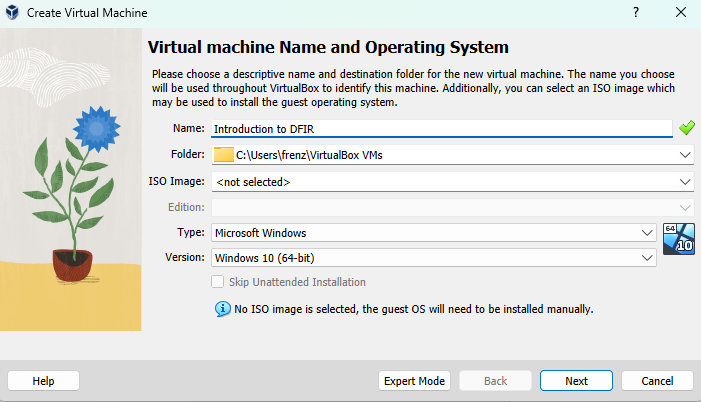 Create Virtual Machine
?
Virtual machine Name and Operating System
Please choose a descriptive name and destination folder for the new virtual machine. The name you choose
will be used throughout VirtualBox to identify this machine. Additionally, you can select an ISO image which
may be used to install the guest operating system.
Name: Introduction to DFIR
Folder: C:\Users\frenz\VirtualBox VMs
ISO Image: <not selected>
Edition:
Type: Microsoft Windows
64
10
Version: Windows 10 (64-bit)
Skip Unattended Installation
No ISO image is selected, the guest OS will need to be installed manually.
Help Expert Mode Back Next Cancel